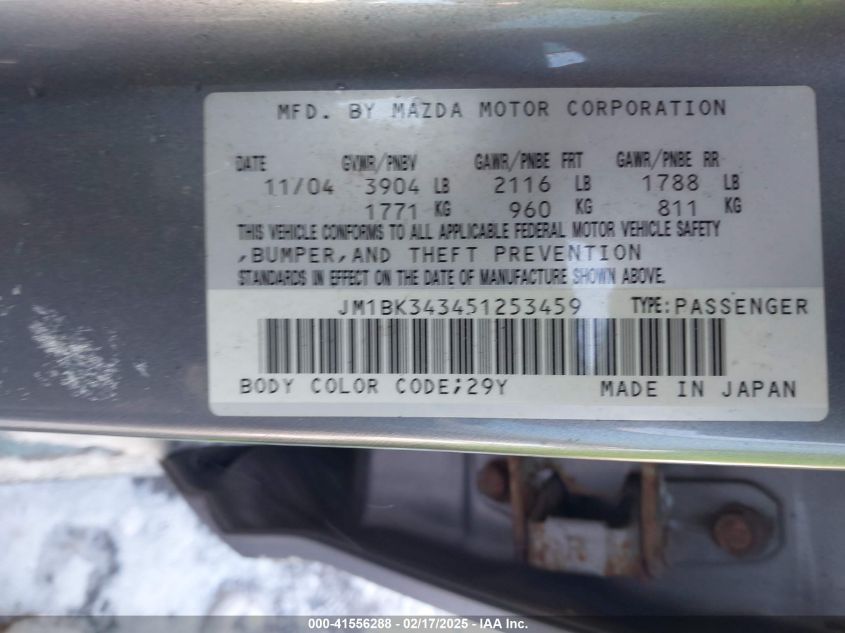 MFD. BY MAZDA MOTOR CORPORATION
DATE GVWR/PNBV GAWR/PNBE FRT GAWR/PNBE RR
11/04 3904 LB 2116 LB 1788 LB
1771 KG 960 KG 811 KG
THIS VEHICLE CONFORMS TO ALL APPLICABLE FEDERAL MOTOR VEHICLE SAFETY
,BUMPER,AND THEFT PREVENTION
STANDARDS IN EFFECT ON THE DATE OF MANUFACTURE SHOWN ABOVE.
JM1BK343451253459 TYPE:PASSENGER
BODY COLOR CODE;29Y MADE IN JAPAN
000-41556288 - 02/17/2025 - IAA Inc.